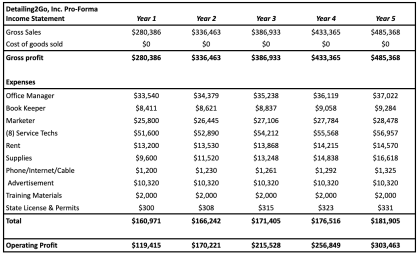 Detailing2Go, Inc. Pro-Forma
Income Statement Year 1 Year 2 Year 3 Year 4 Year 5
Gross Sales $280,386 $336,463 $386,933 $433,365 $485,368
Cost of goods sold $0 $0 $0 $0 $0
Gross profit $280,386 $336,463 $386,933 $433,365 $485,368
Expenses
Office Manager $33,540 $34,379 $35,238 $36,119 $37,022
Book Keeper $8,411 $8,621 $8,837 $9,058 $9,284
Marketer $25,800 $26,445 $27,106 $27,784 $28,478
(8) Service Techs $51,600 $52,890 $54,212 $55,568 $56,957
Rent $13,200 $13,530 $13,868 $14,215 $14,570
Supplies $9,600 $11,520 $13,248 $14,838 $16,618
Phone/Internet/Cable $1,200 $1,230 $1,261 $1,292 $1,325
Advertisement $10,320 $10,320 $10,320 $10,320 $10,320
Training Materials $2,000 $2,000 $2,000 $2,000 $2,000
State License & Permits $300 $308 $315 $323 $331
Total $160,971 $166,242 $171,405 $176,516 $181,905
Operating Profit $119,415 $170,221 $215,528 $256,849 $303,463